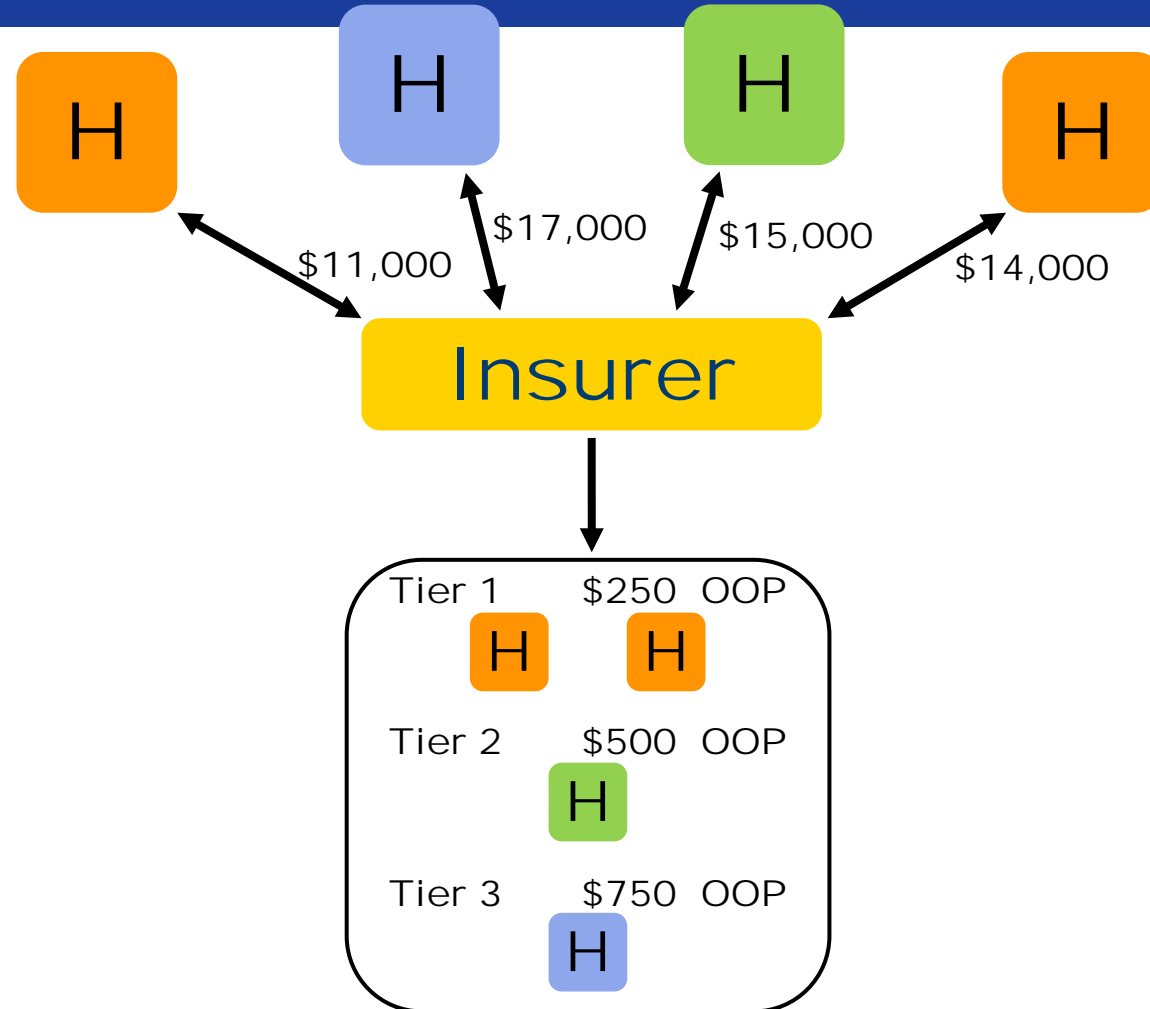 H
H
H
H
$11,000
$17,000
$15,000
$14,000
Insurer
Tier 1 $250 OOP
H H
Tier 2 $500 OOP
H
Tier 3 $750 OOP
H